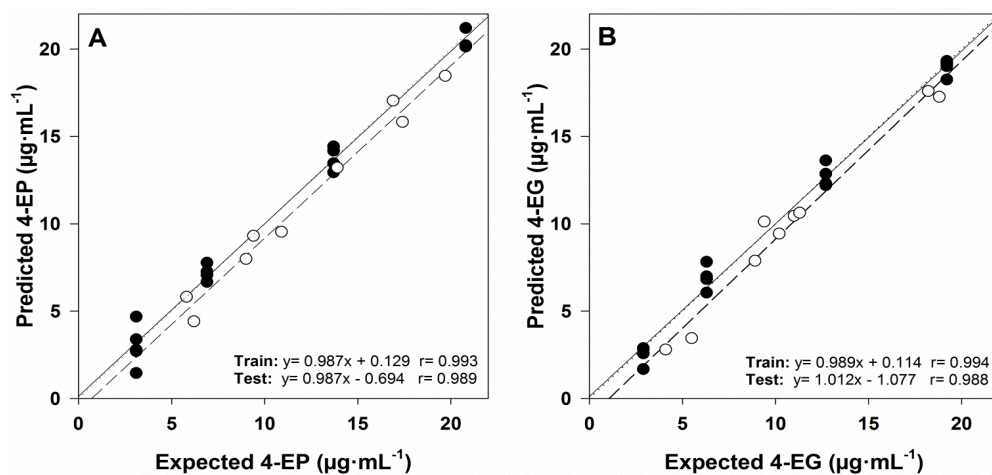 A
20
15
10
5
0
Predicted 4-EP (µg·mL⁻¹)
Train: y= 0.987x + 0.129 r= 0.993
Test: y= 0.987x - 0.694 r= 0.989
0 5 10 15 20
Expected 4-EP (µg·mL⁻¹)
B
20
15
10
5
0
Predicted 4-EG (µg·mL⁻¹)
Train: y= 0.989x + 0.114 r= 0.994
Test: y= 1.012x - 1.077 r= 0.988
0 5 10 15 20
Expected 4-EG (µg·mL⁻¹)